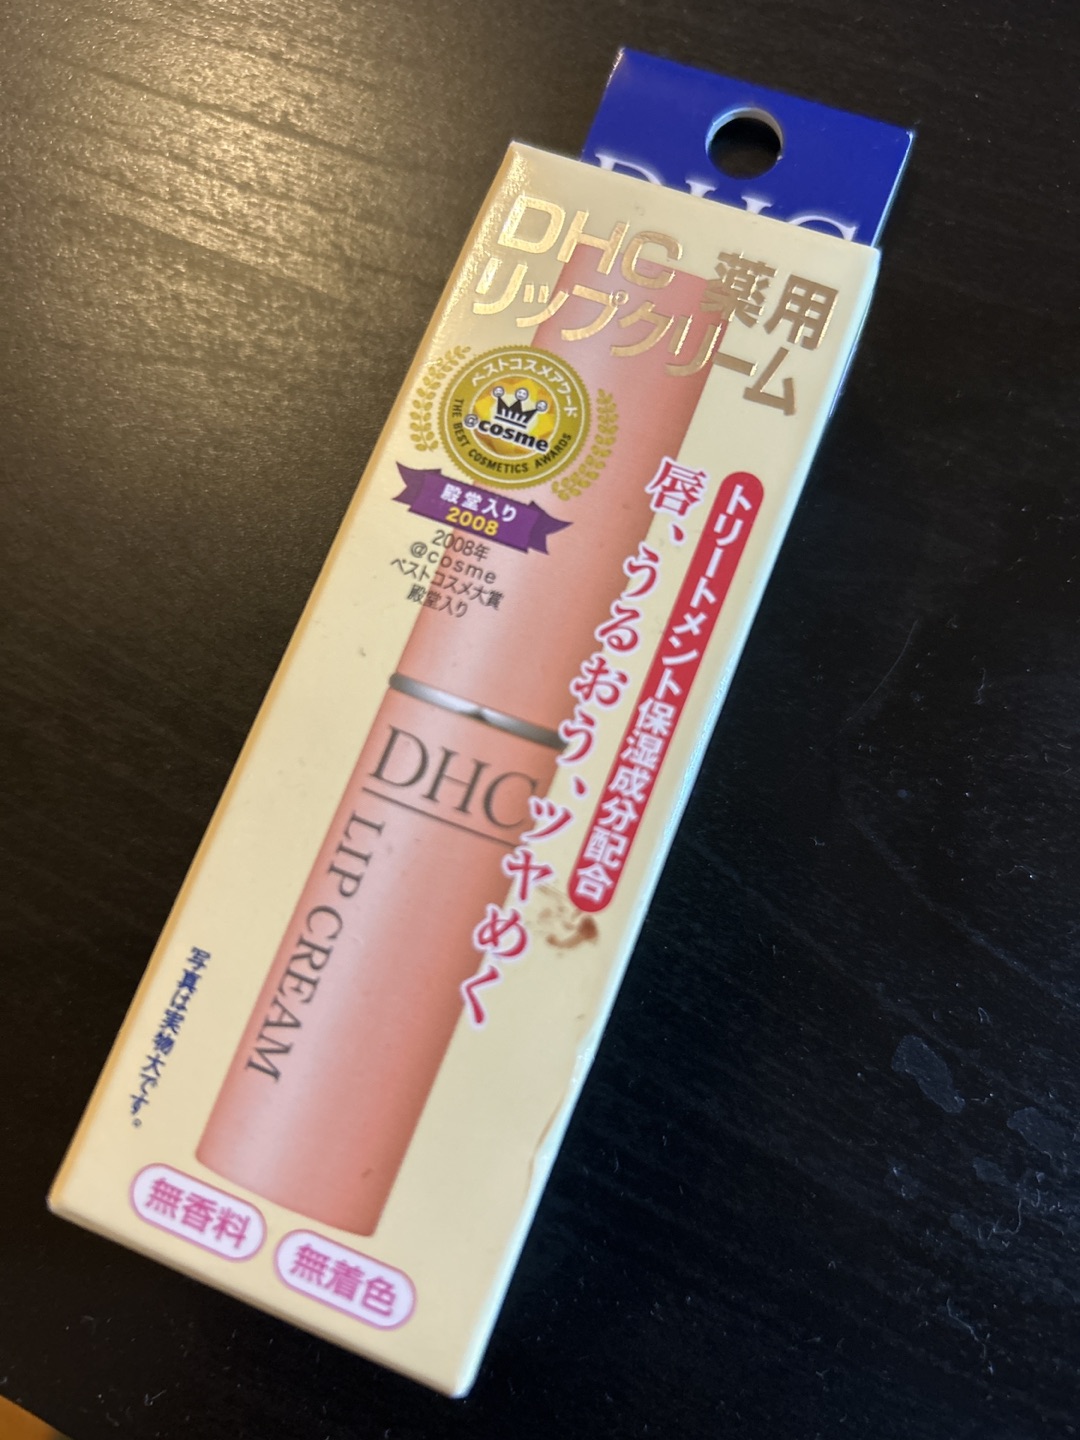 DHC
DHC 薬用
リップクリーム
ベストコスメアワード
@cosme
THE BEST COSMETICS AWARDS
殿堂入り
2008
2008年
@cosme
ベストコスメ大賞
殿堂入り
トリートメント保湿成分配合
唇、うるおう、ツヤめく
DHC
LIP CREAM
写真は実物大です。
無香料
無着色